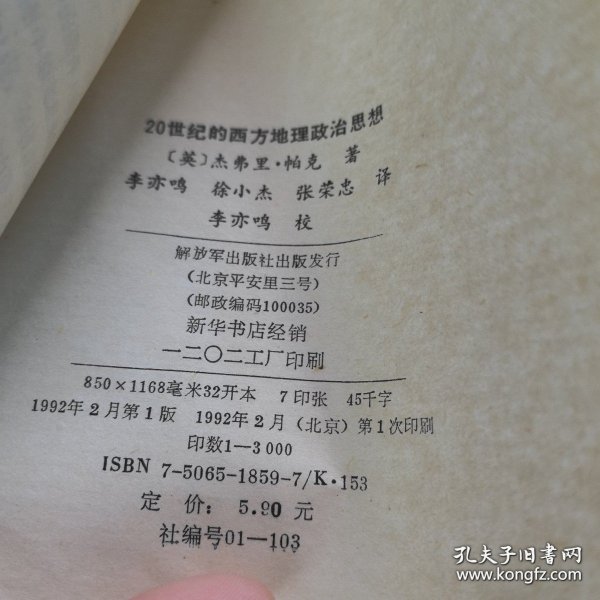 20世纪的西方地理政治思想
〔英〕杰弗里·帕克 著
李亦鸣 徐小杰 张荣忠 译
李亦鸣 校
解放军出版社出版发行
（北京平安里三号）
（邮政编码100035）
新华书店经销
一二〇二工厂印刷
850×1168毫米32开本 7印张 45千字
1992年2月第1版 1992年2月（北京）第1次印刷
印数1—3 000
ISBN 7-5065-1859-7/K·153
定 价：5.90 元
社编号01—103
孔夫子旧书网
www.kongfz.com